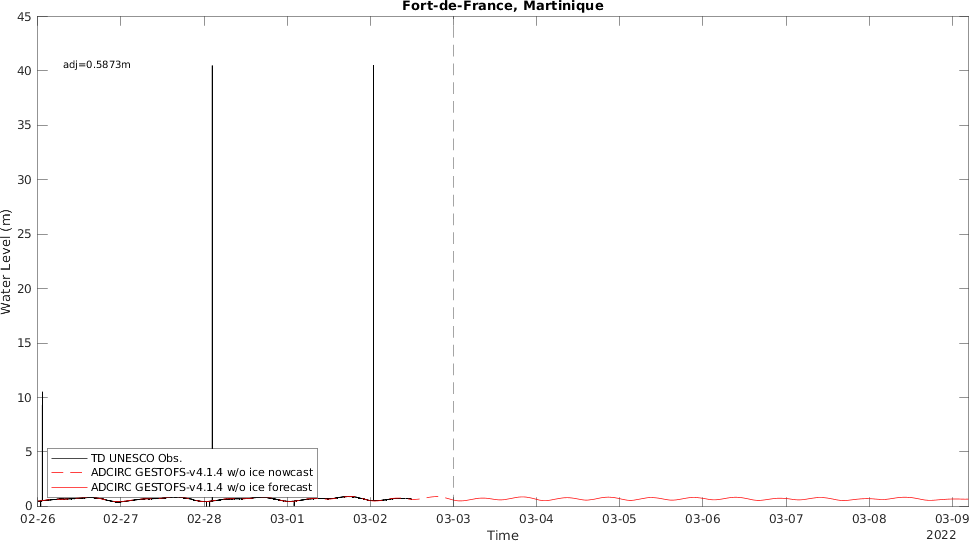 Fort-de-France, Martinique
45
adj=0.5873m
40
35
30
25
20
15
10
5
0
Water Level (m)
TD UNESCO Obs.
ADCIRC GESTOFS-v4.1.4 w/o ice nowcast
ADCIRC GESTOFS-v4.1.4 w/o ice forecast
02-26 02-27 02-28 03-01 03-02 03-03 03-04 03-05 03-06 03-07 03-08 03-09
Time
2022